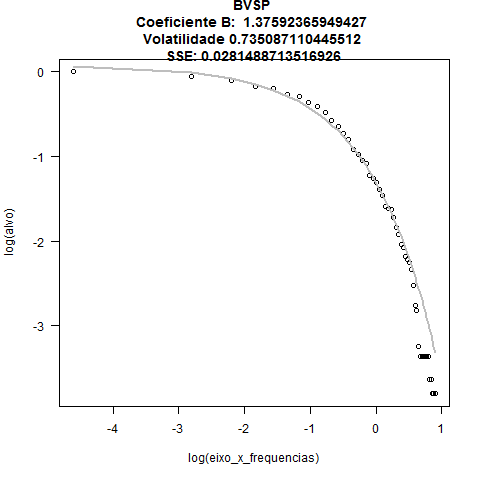 BVSP
Coeficiente B: 1.37592365949427
Volatilidade 0.735087110445512
SSE: 0.0281488713516926
0
-1
-2
-3
log(alvo)
-4 -3 -2 -1 0 1
log(eixo_x_frequencias)